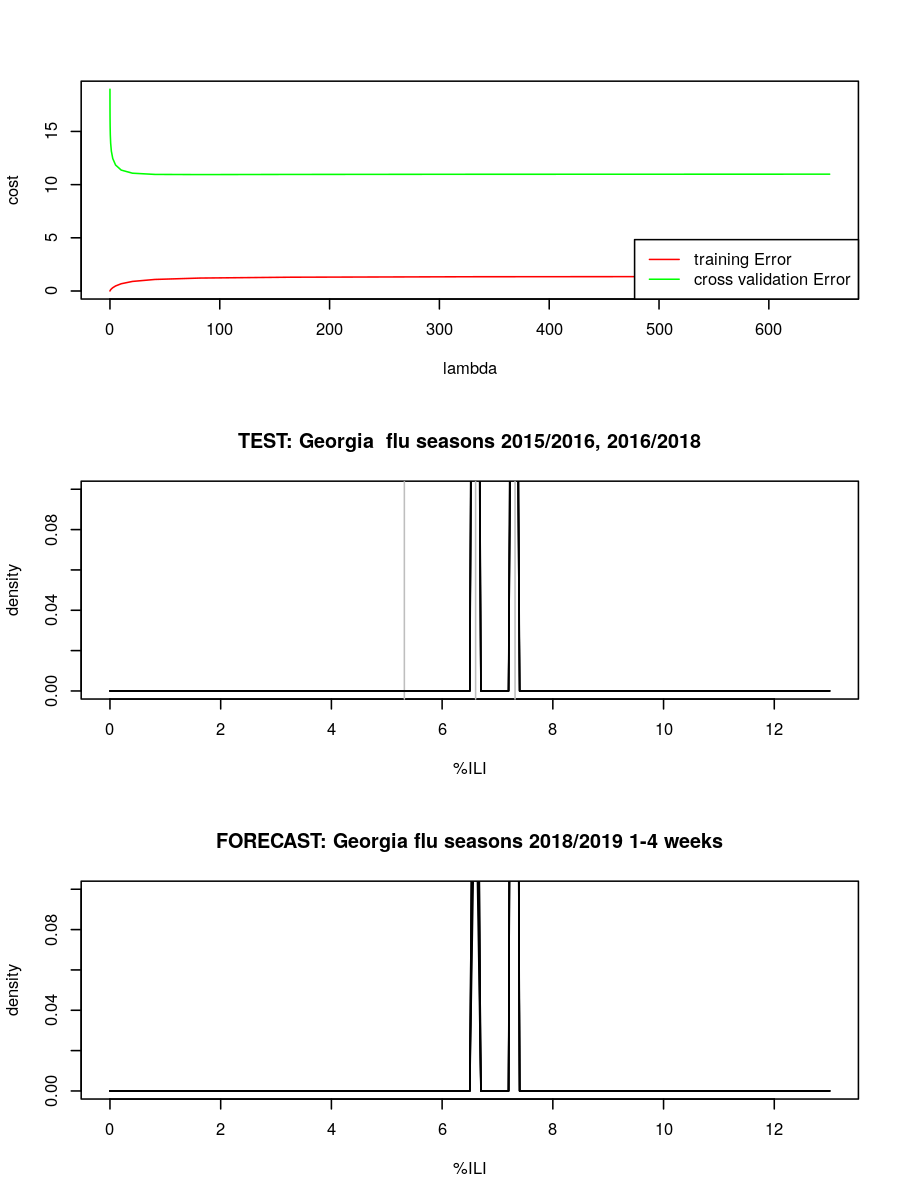 15
10
5
0
cost
training Error
cross validation Error
0 100 200 300 400 500 600
lambda
TEST: Georgia  flu seasons 2015/2016, 2016/2018
0.08
0.04
0.00
density
0 2 4 6 8 10 12
%ILI
FORECAST: Georgia flu seasons 2018/2019 1-4 weeks
0.08
0.04
0.00
density
0 2 4 6 8 10 12
%ILI